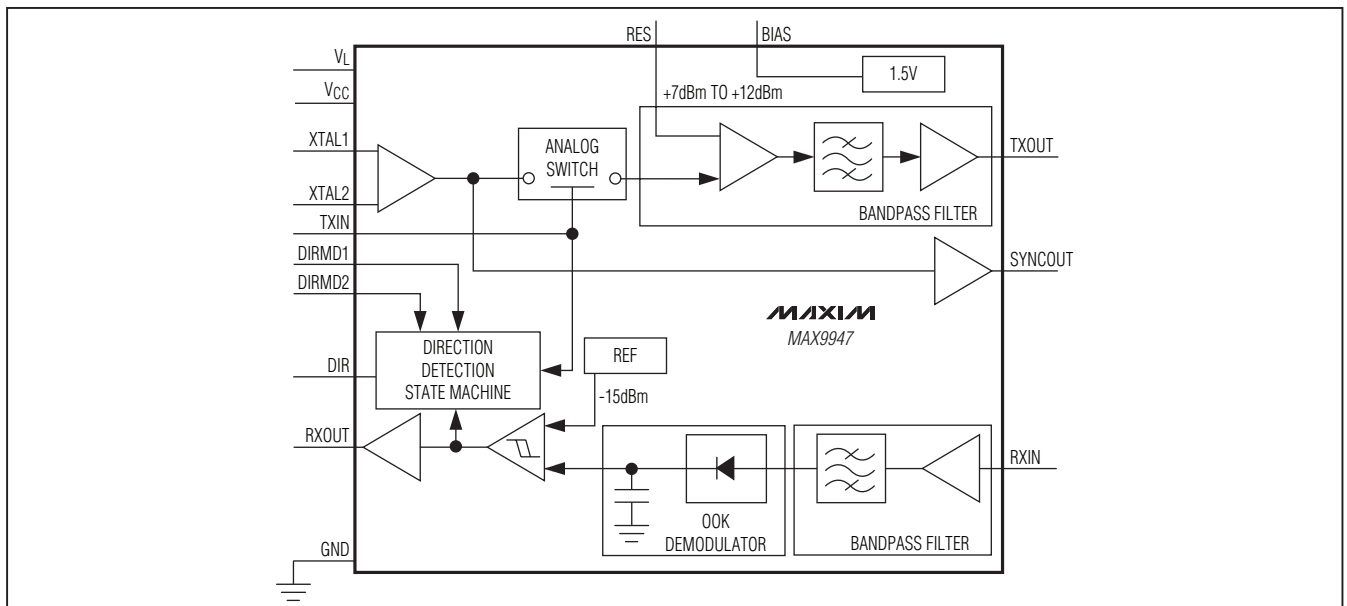 RES
BIAS
VL
1.5V
VCC
+7dBm TO +12dBm
XTAL1
ANALOG
SWITCH
TXOUT
XTAL2
BANDPASS FILTER
TXIN
DIRMD1
SYNCOUT
DIRMD2
MAXIM
MAX9947
DIRECTION
DETECTION
STATE MACHINE
REF
DIR
-15dBm
RXOUT
RXIN
OOK
DEMODULATOR
BANDPASS FILTER
GND